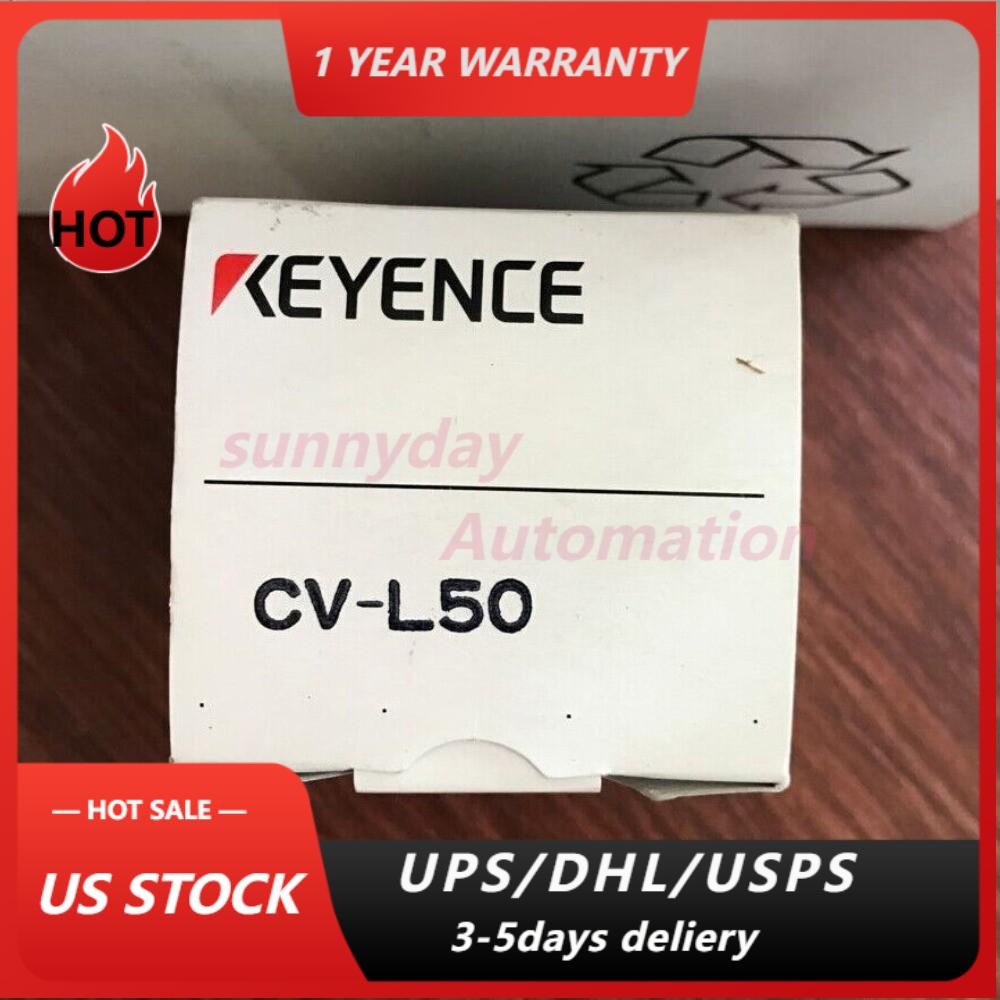 1 YEAR WARRANTY
HOT
KEYENCE
sunnyday
Automation
CV-L50
— HOT SALE —
US STOCK
UPS/DHL/USPS
3-5days deliery